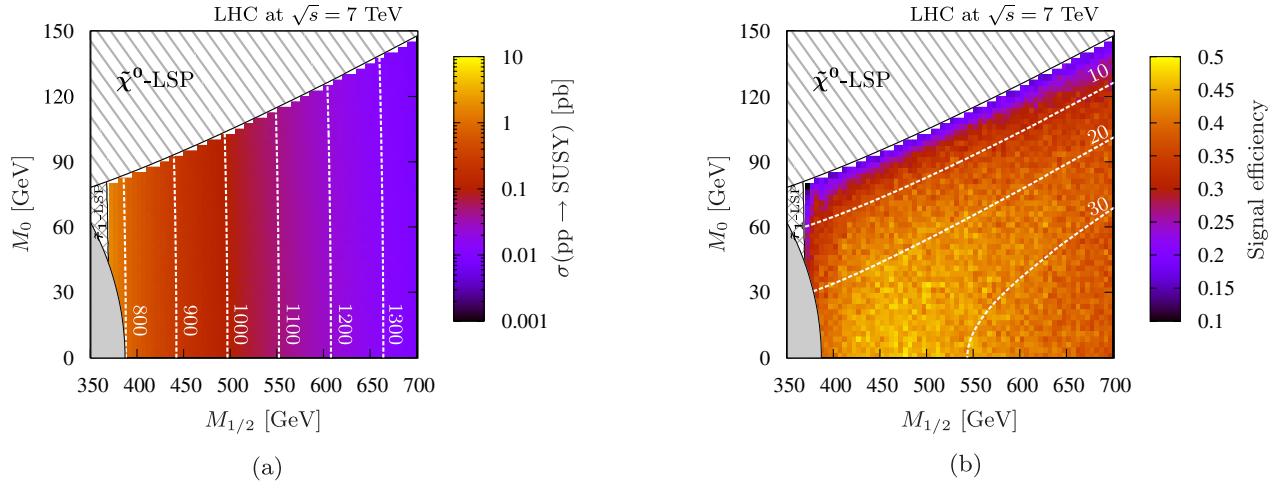 LHC at √s = 7 TeV
150
120
90
60
30
0
M₀ [GeV]
350 400 450 500 550 600 650 700
M₁/₂ [GeV]
χ̃⁰-LSP
τ̃₁-LSP
800
900
1000
1100
1200
1300
10
1
0.1
0.01
0.001
σ(pp → SUSY) [pb]
(a)
LHC at √s = 7 TeV
150
120
90
60
30
0
M₀ [GeV]
350 400 450 500 550 600 650 700
M₁/₂ [GeV]
χ̃⁰-LSP
τ̃₁-LSP
10
20
30
0.5
0.45
0.4
0.35
0.3
0.25
0.2
0.15
0.1
Signal efficiency
(b)